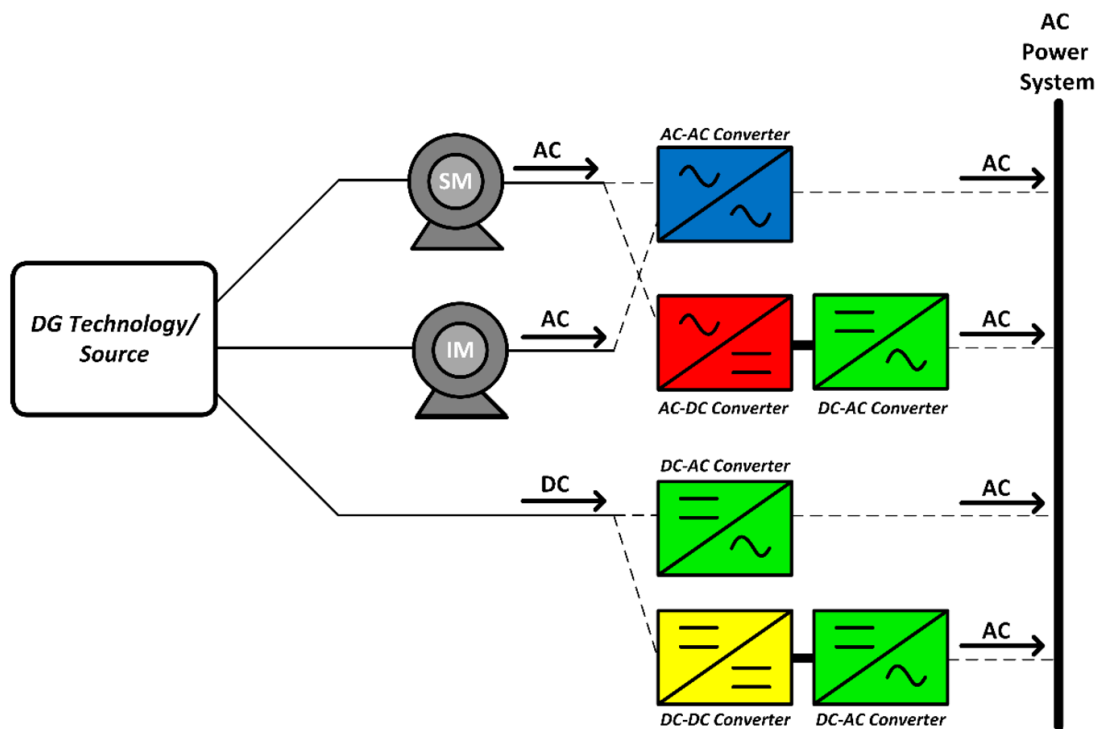 AC
Power
System
AC-AC Converter
AC
AC
SM
DG Technology/
Source
AC
AC
IM
AC-DC Converter
DC-AC Converter
DC-AC Converter
DC
AC
AC
DC-DC Converter
DC-AC Converter